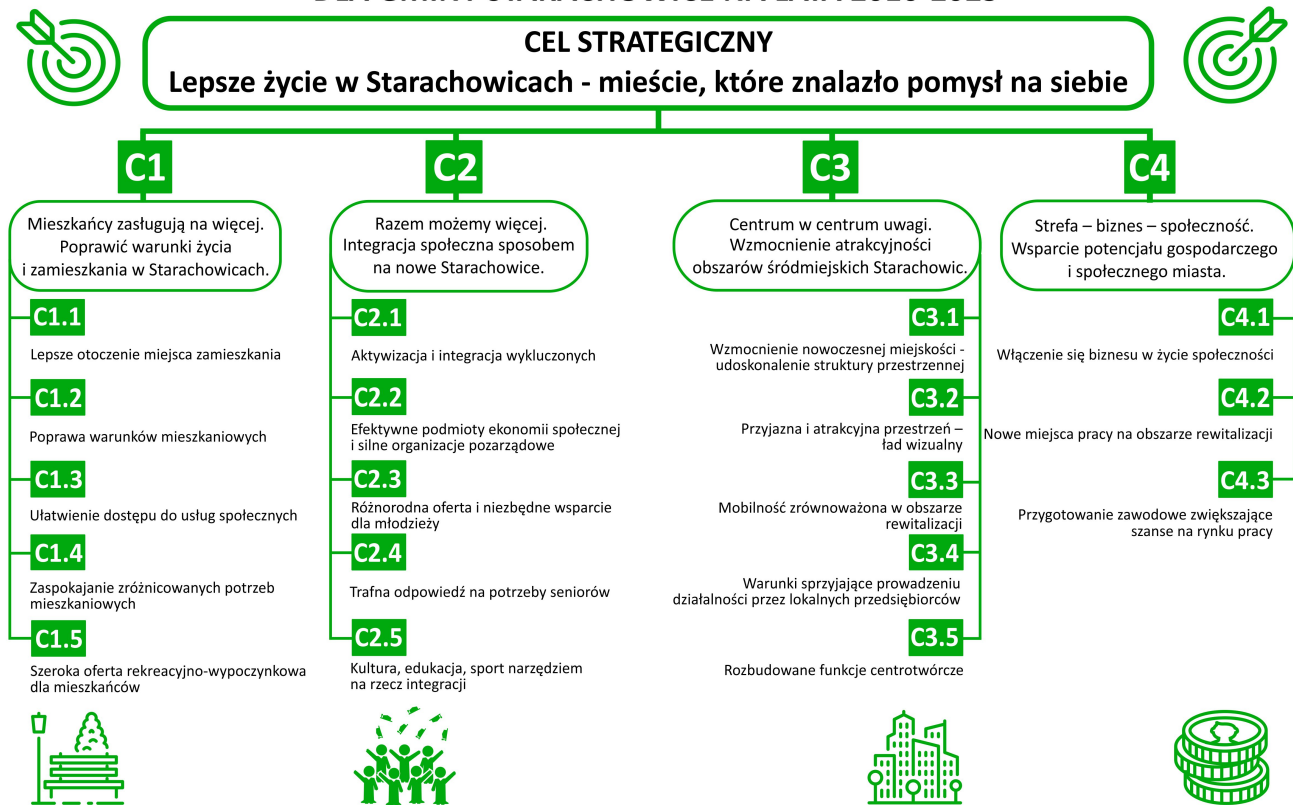 CEL STRATEGICZNY
Lepsze życie w Starachowicach - mieście, które znalazło pomysł na siebie
C1
Mieszkańcy zasługują na więcej.
Poprawić warunki życia
i zamieszkania w Starachowicach.
C1.1
Lepsze otoczenie miejsca zamieszkania
C1.2
Poprawa warunków mieszkaniowych
C1.3
Ułatwienie dostępu do usług społecznych
C1.4
Zaspokajanie zróżnicowanych potrzeb
mieszkaniowych
C1.5
Szeroka oferta rekreacyjno-wypoczynkowa
dla mieszkańców
C2
Razem możemy więcej.
Integracja społeczna sposobem
na nowe Starachowice.
C2.1
Aktywizacja i integracja wykluczonych
C2.2
Efektywne podmioty ekonomii społecznej
i silne organizacje pozarządowe
C2.3
Różnorodna oferta i niezbędne wsparcie
dla młodzieży
C2.4
Trafna odpowiedź na potrzeby seniorów
C2.5
Kultura, edukacja, sport narzędziem
na rzecz integracji
C3
Centrum w centrum uwagi.
Wzmocnienie atrakcyjności
obszarów śródmiejskich Starachowic.
C3.1
Wzmocnienie nowoczesnej miejskości -
udoskonalenie struktury przestrzennej
C3.2
Przyjazna i atrakcyjna przestrzeń –
ład wizualny
C3.3
Mobilność zrównoważona w obszarze
rewitalizacji
C3.4
Warunki sprzyjające prowadzeniu
działalności przez lokalnych przedsiębiorców
C3.5
Rozbudowane funkcje centrotwórcze
C4
Strefa – biznes – społeczność.
Wsparcie potencjału gospodarczego
i społecznego miasta.
C4.1
Włączenie się biznesu w życie społeczności
C4.2
Nowe miejsca pracy na obszarze rewitalizacji
C4.3
Przygotowanie zawodowe zwiększające
szanse na rynku pracy